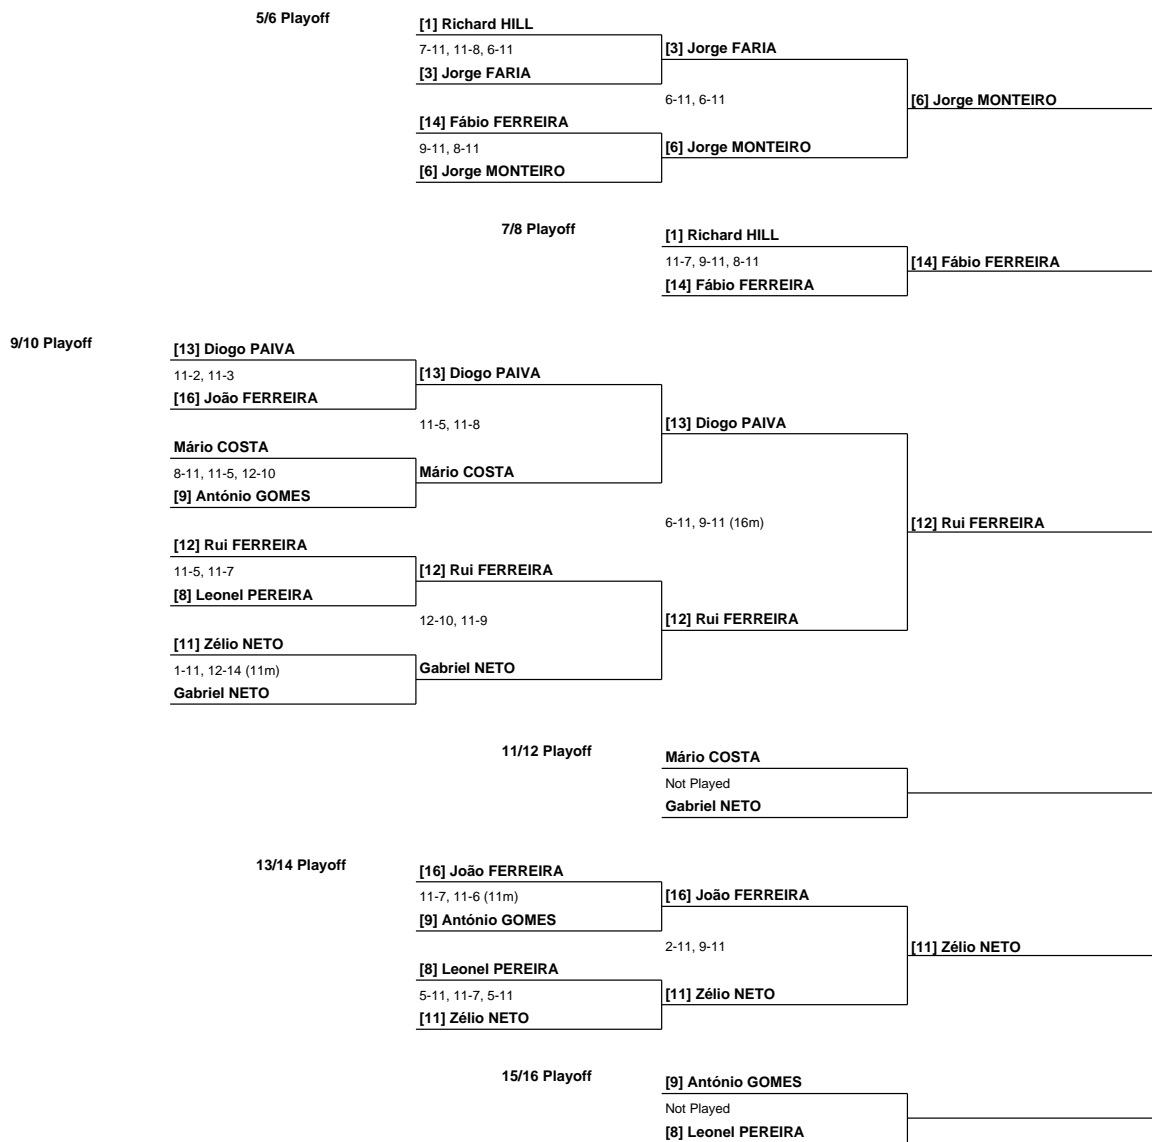 5/6 Playoff
[1] Richard HILL
7-11, 11-8, 6-11
[3] Jorge FARIA
[3] Jorge FARIA
6-11, 6-11
[6] Jorge MONTEIRO
[14] Fábio FERREIRA
9-11, 8-11
[6] Jorge MONTEIRO
[6] Jorge MONTEIRO
7/8 Playoff
[1] Richard HILL
11-7, 9-11, 8-11
[14] Fábio FERREIRA
[14] Fábio FERREIRA
9/10 Playoff
[13] Diogo PAIVA
11-2, 11-3
[13] Diogo PAIVA
[16] João FERREIRA
11-5, 11-8
[13] Diogo PAIVA
Mário COSTA
8-11, 11-5, 12-10
Mário COSTA
[9] António GOMES
6-11, 9-11 (16m)
[12] Rui FERREIRA
[12] Rui FERREIRA
11-5, 11-7
[12] Rui FERREIRA
[8] Leonel PEREIRA
12-10, 11-9
[12] Rui FERREIRA
[11] Zélio NETO
1-11, 12-14 (11m)
Gabriel NETO
Gabriel NETO
11/12 Playoff
Mário COSTA
Not Played
Gabriel NETO
13/14 Playoff
[16] João FERREIRA
11-7, 11-6 (11m)
[16] João FERREIRA
[9] António GOMES
2-11, 9-11
[11] Zélio NETO
[8] Leonel PEREIRA
5-11, 11-7, 5-11
[11] Zélio NETO
[11] Zélio NETO
15/16 Playoff
[9] António GOMES
Not Played
[8] Leonel PEREIRA